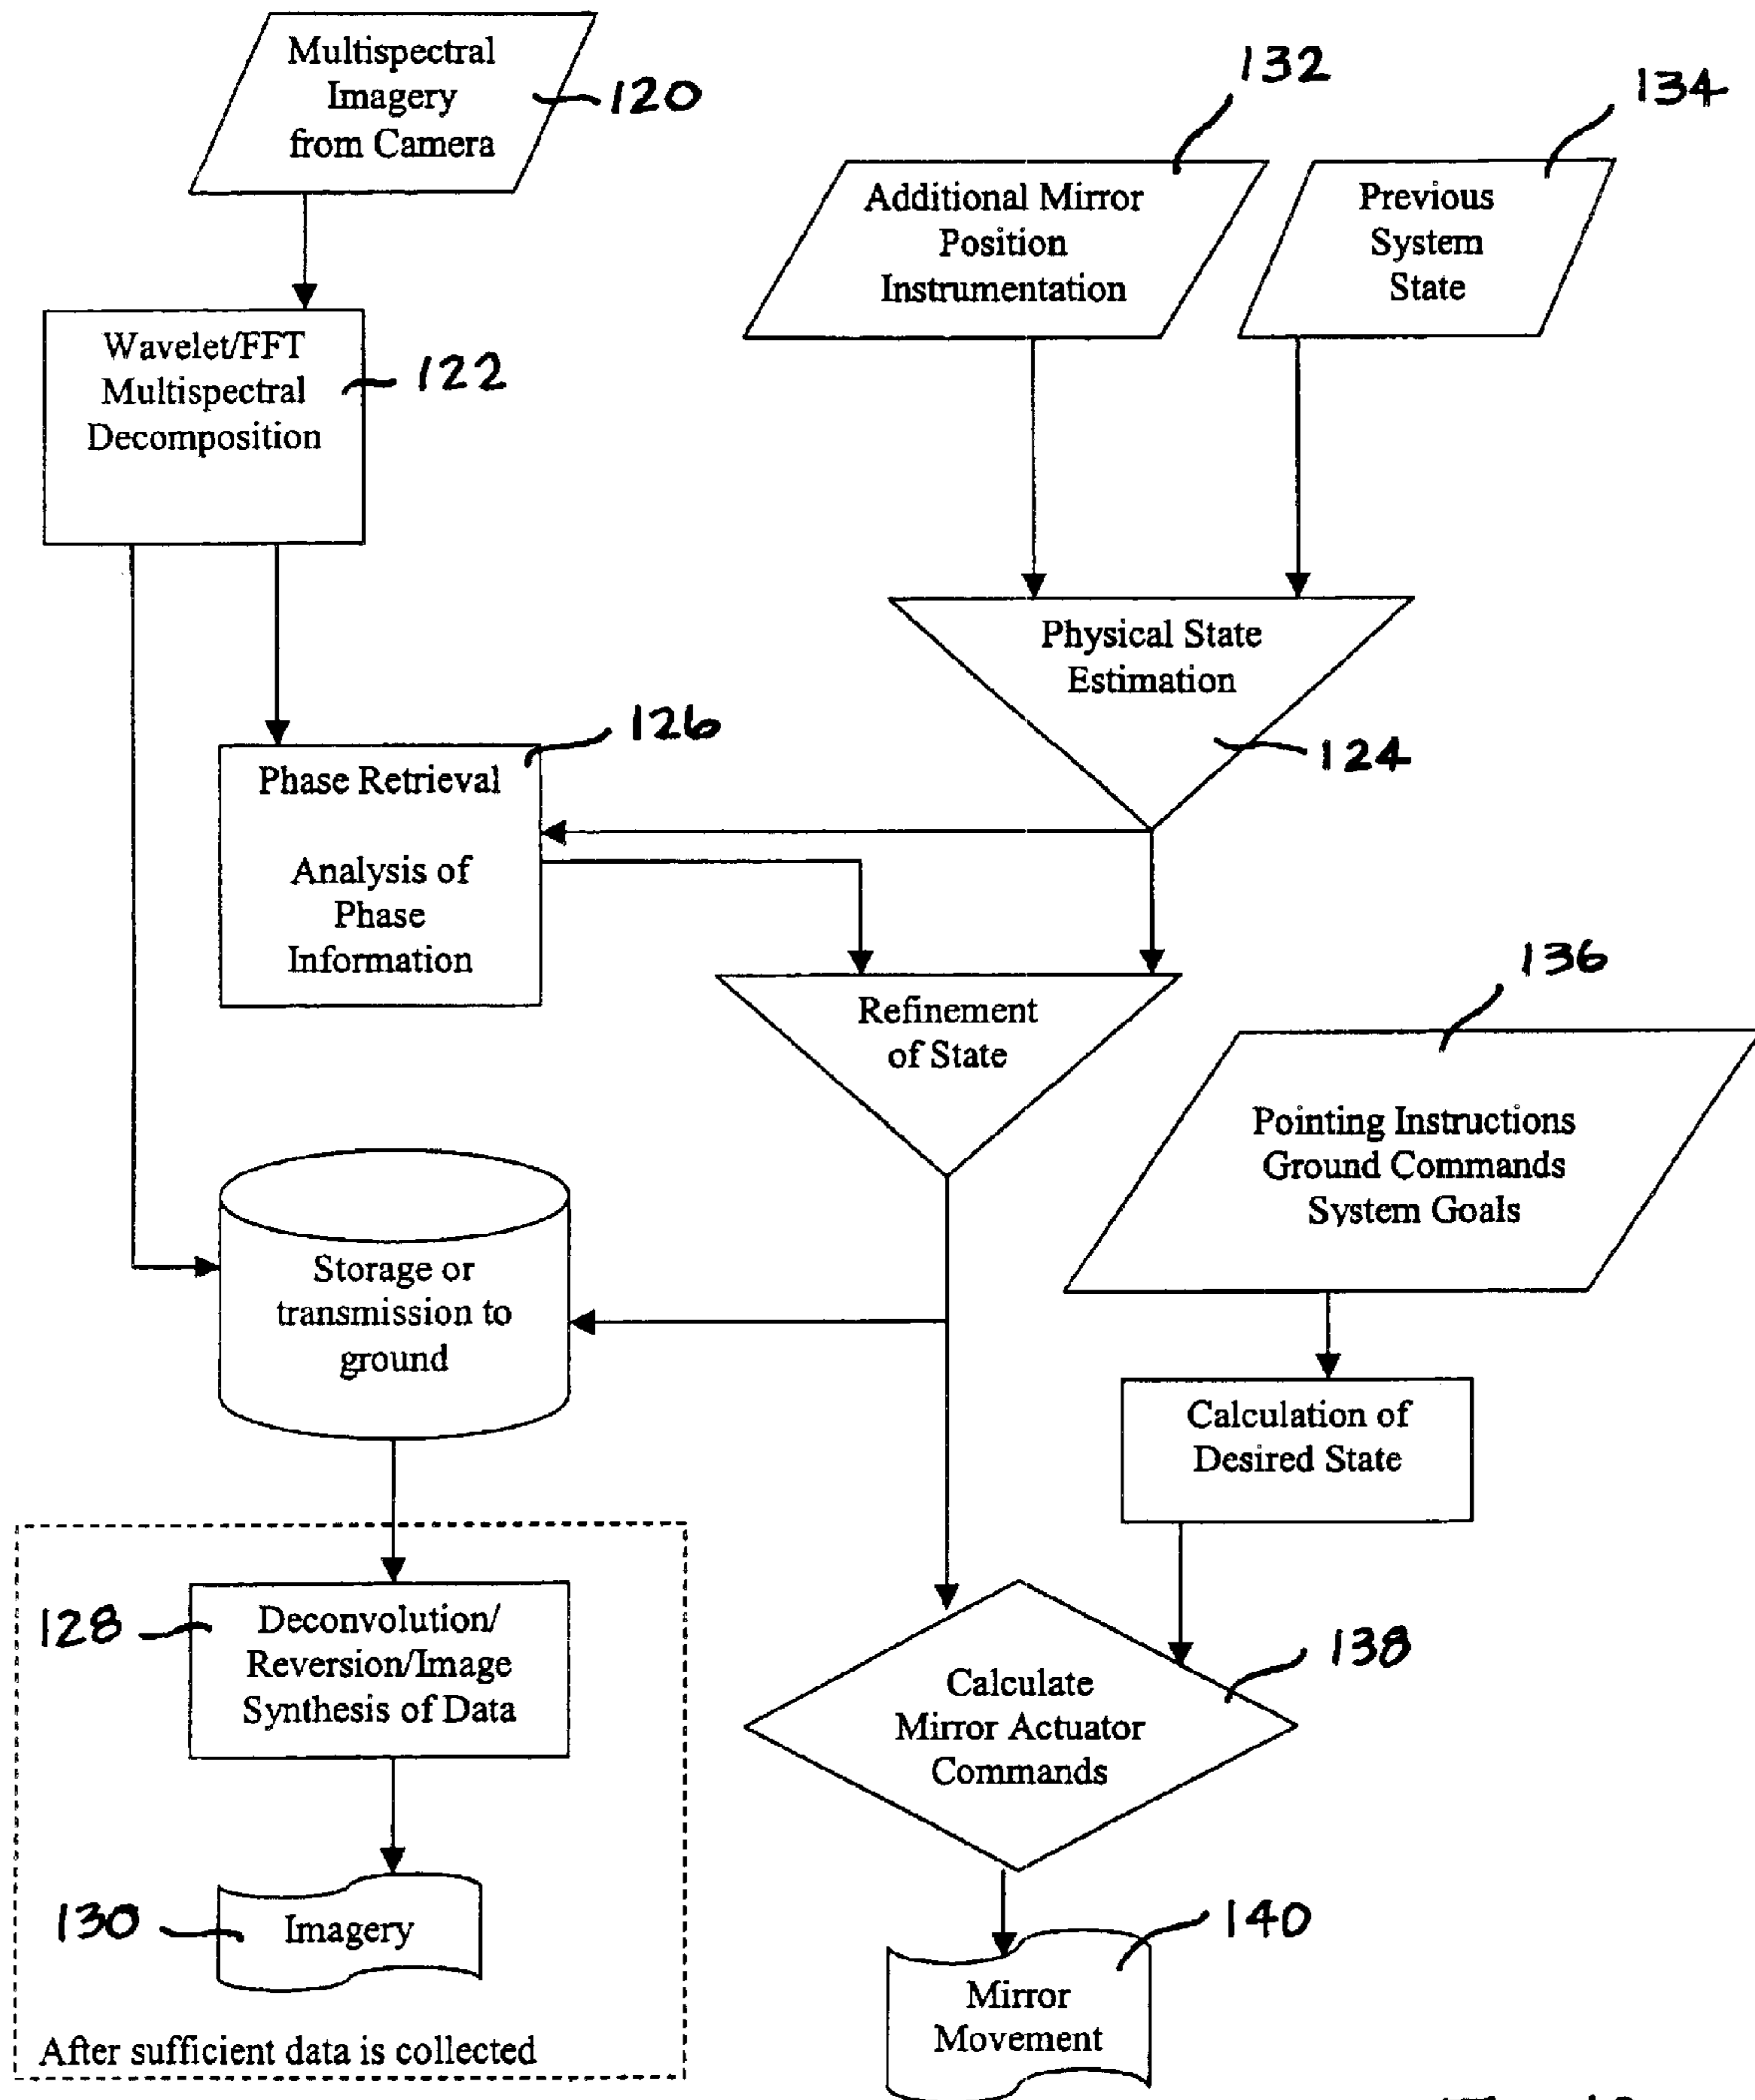 Multispectral
Imagery
from Camera
120
132
134
Additional Mirror
Position
Instrumentation
Previous
System
State
Wavelet/FFT
Multispectral
Decomposition
122
Physical State
Estimation
124
126
Phase Retrieval
Analysis of
Phase
Information
Refinement
of State
136
Pointing Instructions
Ground Commands
System Goals
Storage or
transmission to
ground
Calculation of
Desired State
128
Deconvolution/
Reversion/Image
Synthesis of Data
138
Calculate
Mirror Actuator
Commands
130
Imagery
140
Mirror
Movement
After sufficient data is collected